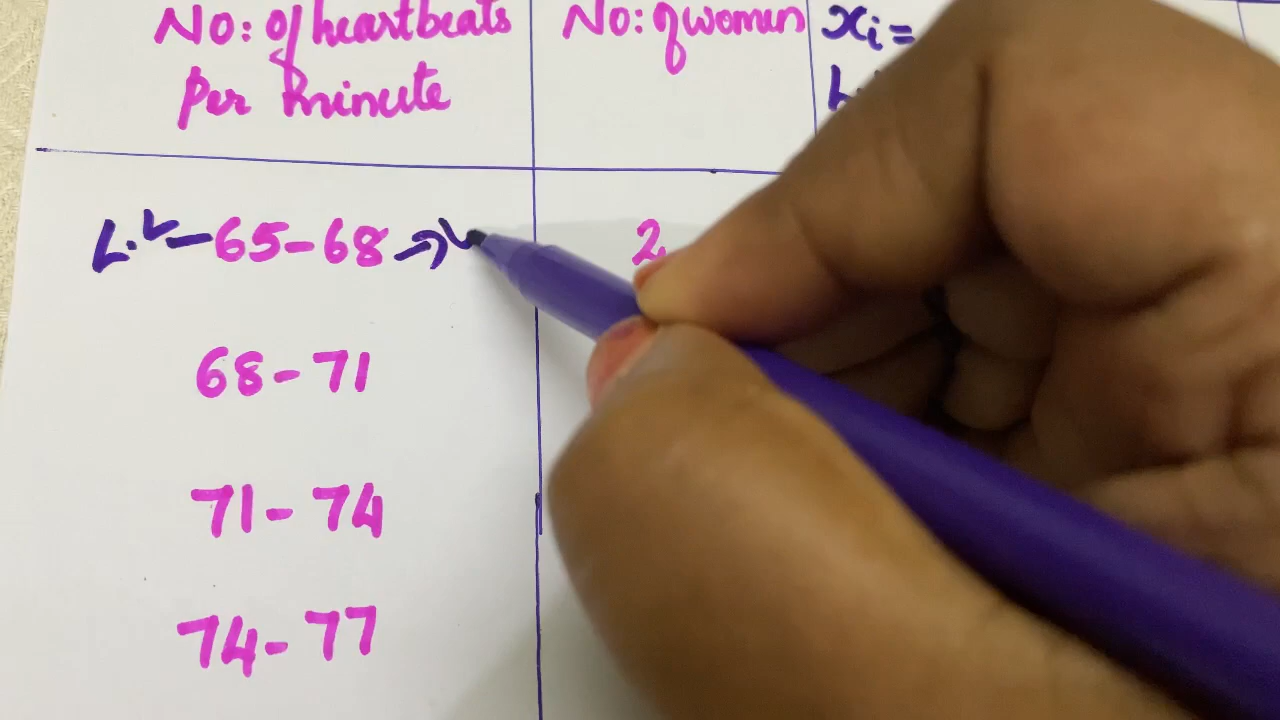 No: of heartbeats No: of women xi =
Per minute
L.L – 65-68 → 2
68-71
71-74
74-77